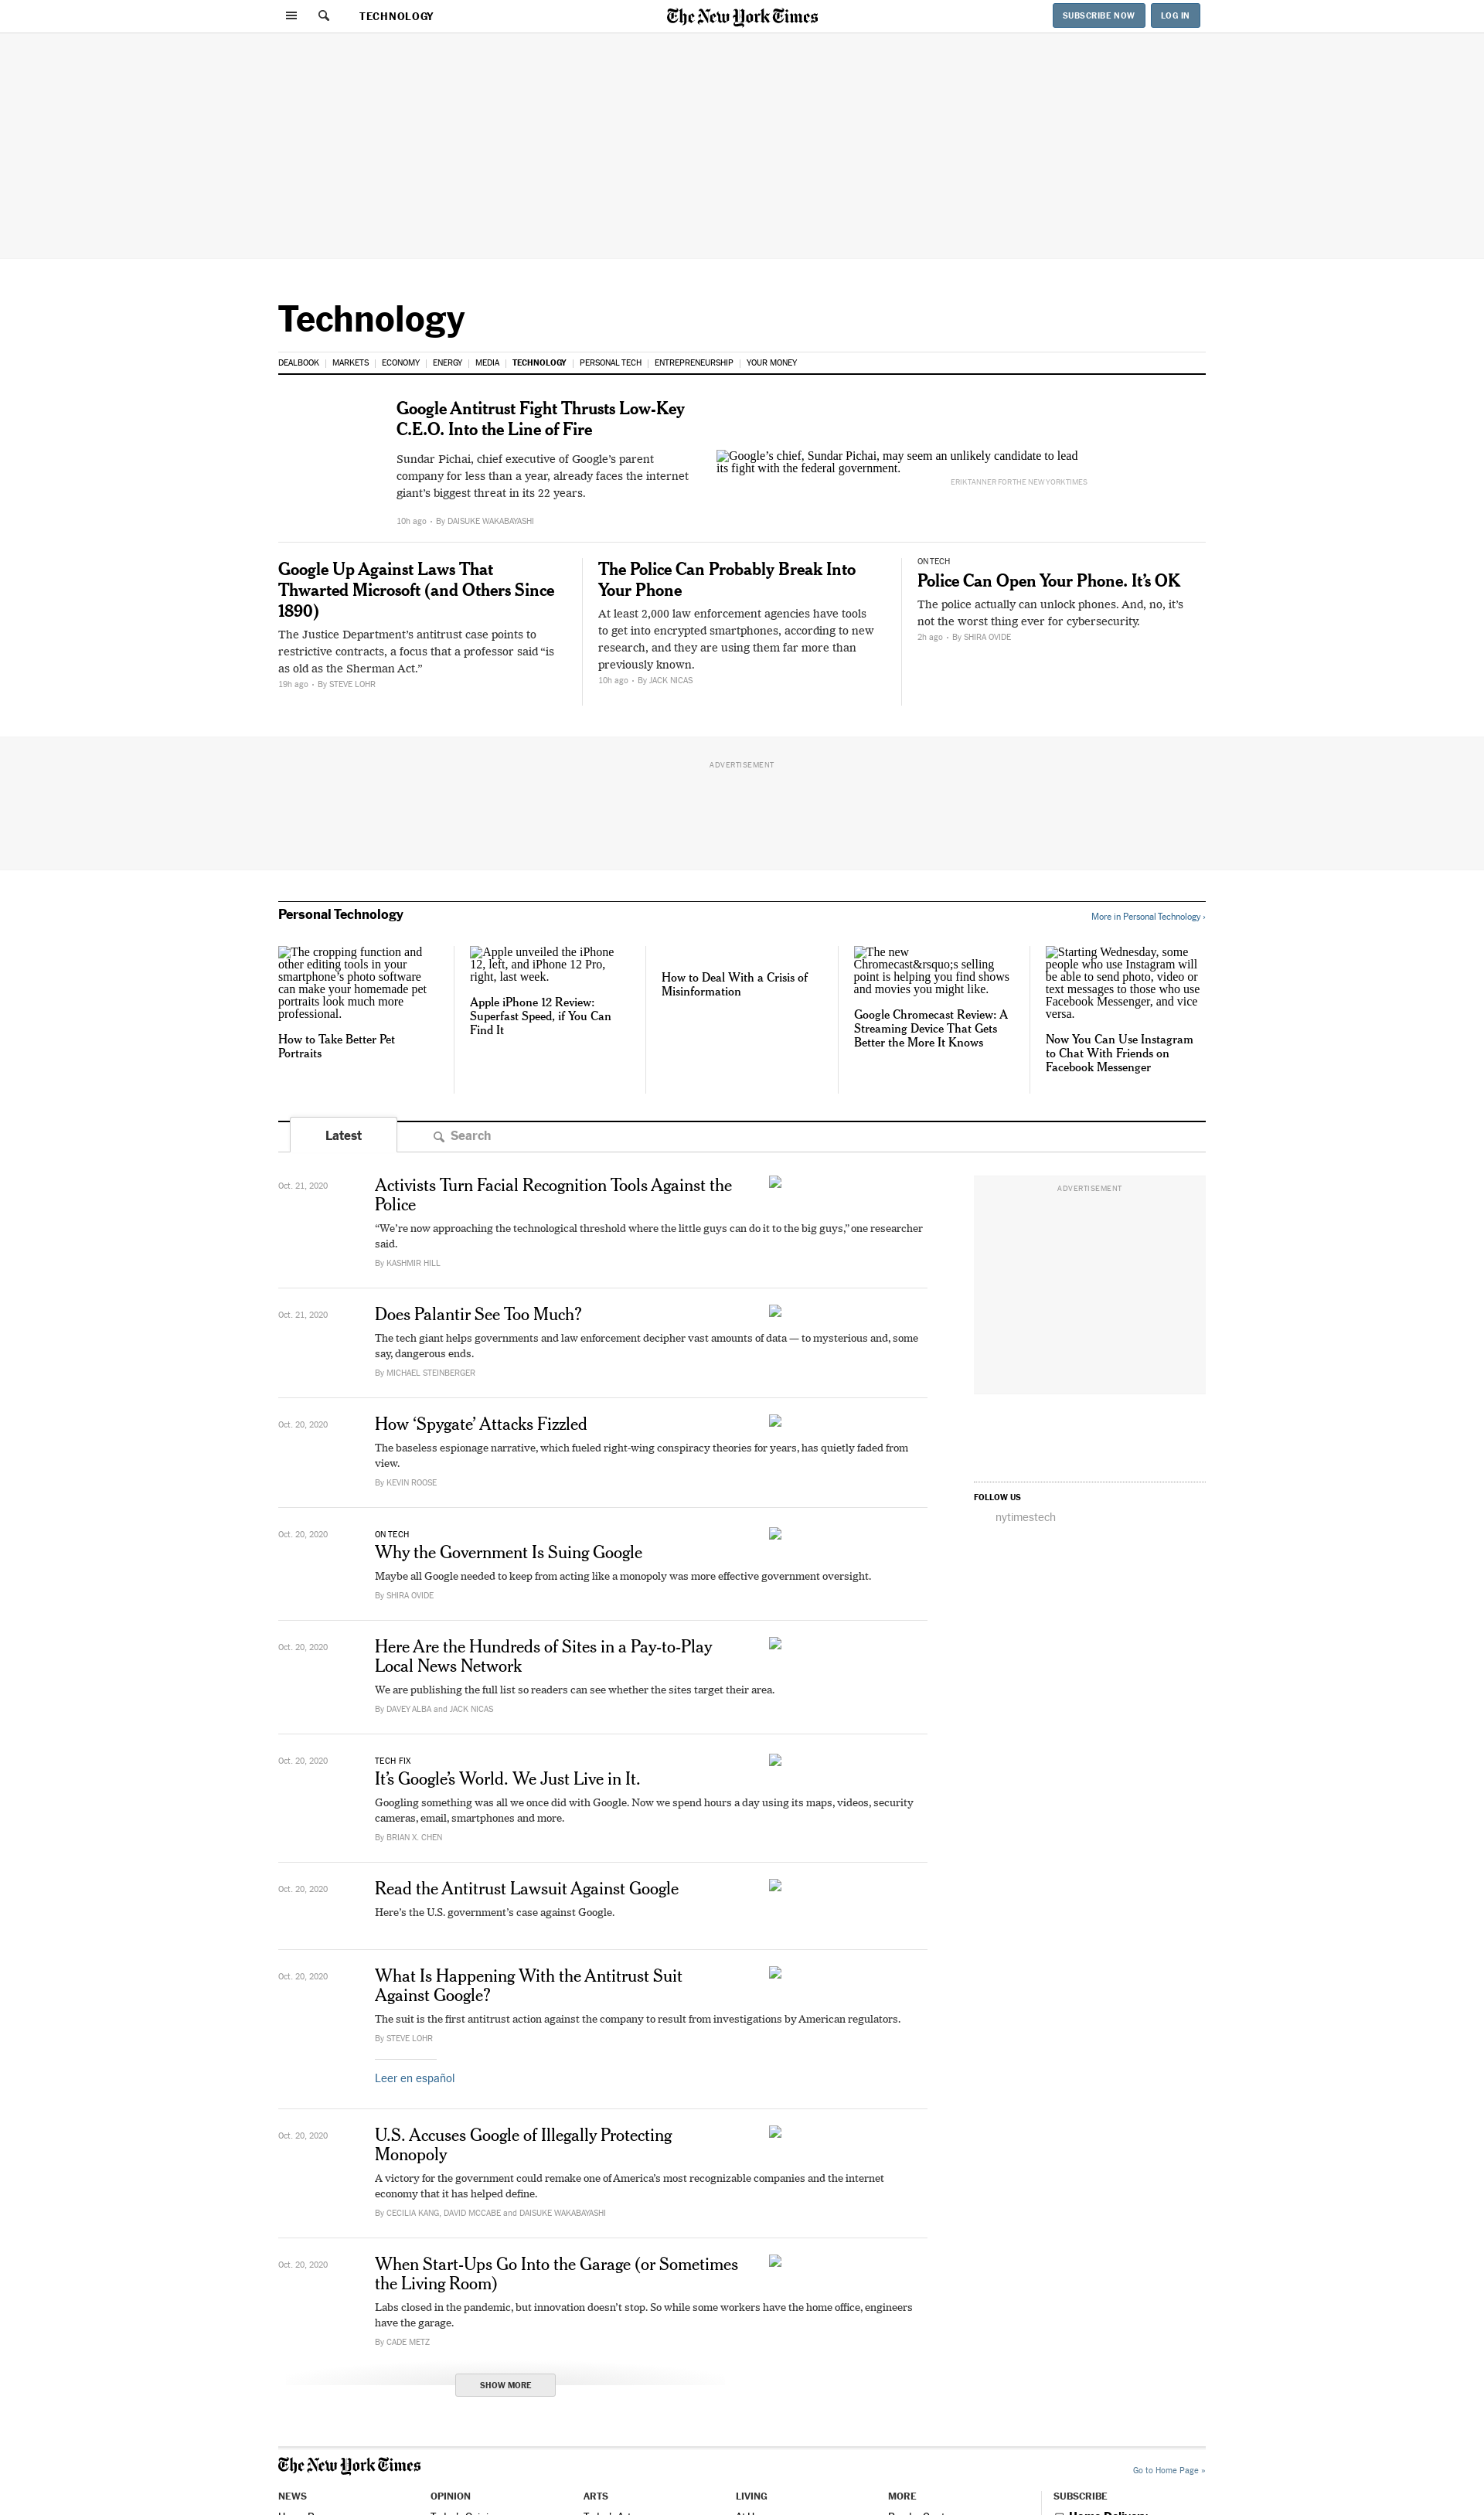 TECHNOLOGY
The New York Times
SUBSCRIBE NOW
LOG IN
Technology
DEALBOOK
MARKETS
ECONOMY
ENERGY
MEDIA
TECHNOLOGY
PERSONAL TECH
ENTREPRENEURSHIP
YOUR MONEY
Google Antitrust Fight Thrusts Low-Key
C.E.O. Into the Line of Fire
Sundar Pichai, chief executive of Google’s parent
company for less than a year, already faces the internet
giant’s biggest threat in its 22 years.
10h ago • By DAISUKE WAKABAYASHI
Google’s chief, Sundar Pichai, may seem an unlikely candidate to lead
its fight with the federal government.
ERIK TANNER FOR THE NEW YORK TIMES
Google Up Against Laws That
Thwarted Microsoft (and Others Since
1890)
The Justice Department’s antitrust case points to
restrictive contracts, a focus that a professor said “is
as old as the Sherman Act.”
19h ago • By STEVE LOHR
The Police Can Probably Break Into
Your Phone
At least 2,000 law enforcement agencies have tools
to get into encrypted smartphones, according to new
research, and they are using them far more than
previously known.
10h ago • By JACK NICAS
ON TECH
Police Can Open Your Phone. It’s OK
The police actually can unlock phones. And, no, it’s
not the worst thing ever for cybersecurity.
2h ago • By SHIRA OVIDE
ADVERTISEMENT
Personal Technology
More in Personal Technology ›
The cropping function and
other editing tools in your
smartphone’s photo software
can make your homemade pet
portraits look much more
professional.
How to Take Better Pet
Portraits
Apple unveiled the iPhone
12, left, and iPhone 12 Pro,
right, last week.
Apple iPhone 12 Review:
Superfast Speed, if You Can
Find It
How to Deal With a Crisis of
Misinformation
The new
Chromecast&rsquo;s selling
point is helping you find shows
and movies you might like.
Google Chromecast Review: A
Streaming Device That Gets
Better the More It Knows
Starting Wednesday, some
people who use Instagram will
be able to send photo, video or
text messages to those who use
Facebook Messenger, and vice
versa.
Now You Can Use Instagram
to Chat With Friends on
Facebook Messenger
Latest
Search
Oct. 21, 2020
Activists Turn Facial Recognition Tools Against the
Police
“We’re now approaching the technological threshold where the little guys can do it to the big guys,” one researcher
said.
By KASHMIR HILL
ADVERTISEMENT
Oct. 21, 2020
Does Palantir See Too Much?
The tech giant helps governments and law enforcement decipher vast amounts of data — to mysterious and, some
say, dangerous ends.
By MICHAEL STEINBERGER
Oct. 20, 2020
How ‘Spygate’ Attacks Fizzled
The baseless espionage narrative, which fueled right-wing conspiracy theories for years, has quietly faded from
view.
By KEVIN ROOSE
FOLLOW US
nytimestech
Oct. 20, 2020
ON TECH
Why the Government Is Suing Google
Maybe all Google needed to keep from acting like a monopoly was more effective government oversight.
By SHIRA OVIDE
Oct. 20, 2020
Here Are the Hundreds of Sites in a Pay-to-Play
Local News Network
We are publishing the full list so readers can see whether the sites target their area.
By DAVEY ALBA and JACK NICAS
Oct. 20, 2020
TECH FIX
It’s Google’s World. We Just Live in It.
Googling something was all we once did with Google. Now we spend hours a day using its maps, videos, security
cameras, email, smartphones and more.
By BRIAN X. CHEN
Oct. 20, 2020
Read the Antitrust Lawsuit Against Google
Here’s the U.S. government’s case against Google.
Oct. 20, 2020
What Is Happening With the Antitrust Suit
Against Google?
The suit is the first antitrust action against the company to result from investigations by American regulators.
By STEVE LOHR
Leer en español
Oct. 20, 2020
U.S. Accuses Google of Illegally Protecting
Monopoly
A victory for the government could remake one of America’s most recognizable companies and the internet
economy that it has helped define.
By CECILIA KANG, DAVID MCCABE and DAISUKE WAKABAYASHI
Oct. 20, 2020
When Start-Ups Go Into the Garage (or Sometimes
the Living Room)
Labs closed in the pandemic, but innovation doesn’t stop. So while some workers have the home office, engineers
have the garage.
By CADE METZ
SHOW MORE
The New York Times
Go to Home Page »
NEWS
OPINION
ARTS
LIVING
MORE
SUBSCRIBE